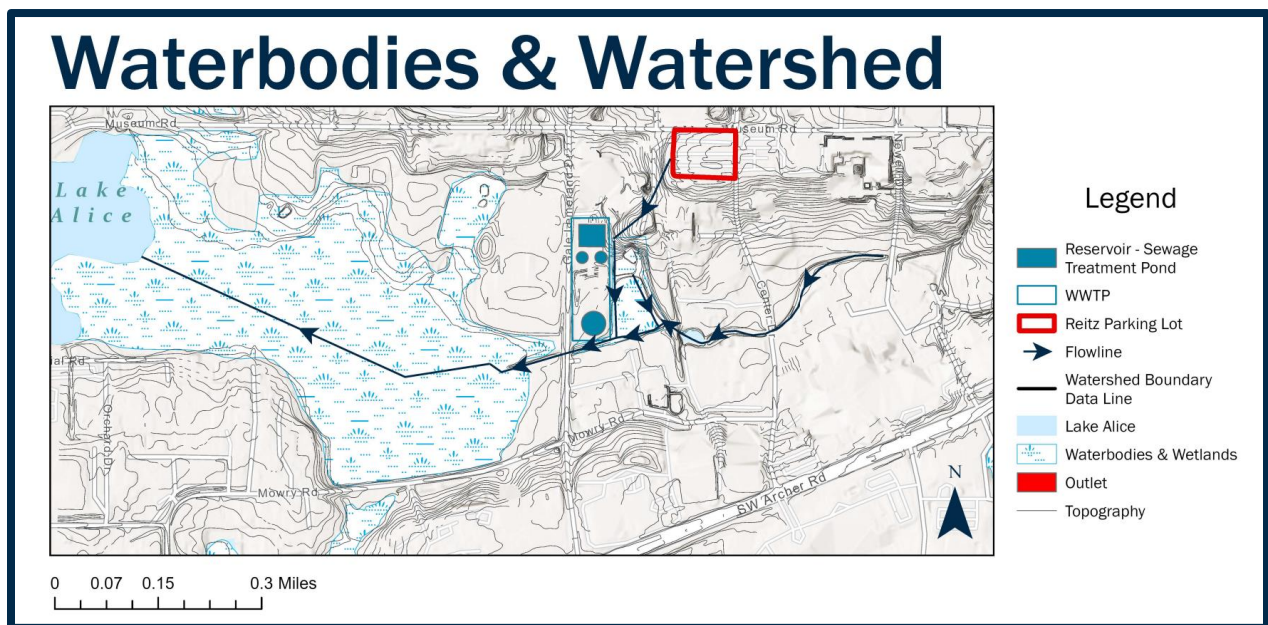 Waterbodies & Watershed
Museum Rd
Museum Rd
Lake
Alice
Center
Mowry Rd
Mowry Rd
SW Archer Rd
N
Legend
Reservoir - Sewage
Treatment Pond
WWTP
Reitz Parking Lot
Flowline
Watershed Boundary
Data Line
Lake Alice
Waterbodies & Wetlands
Outlet
Topography
0 0.07 0.15 0.3 Miles